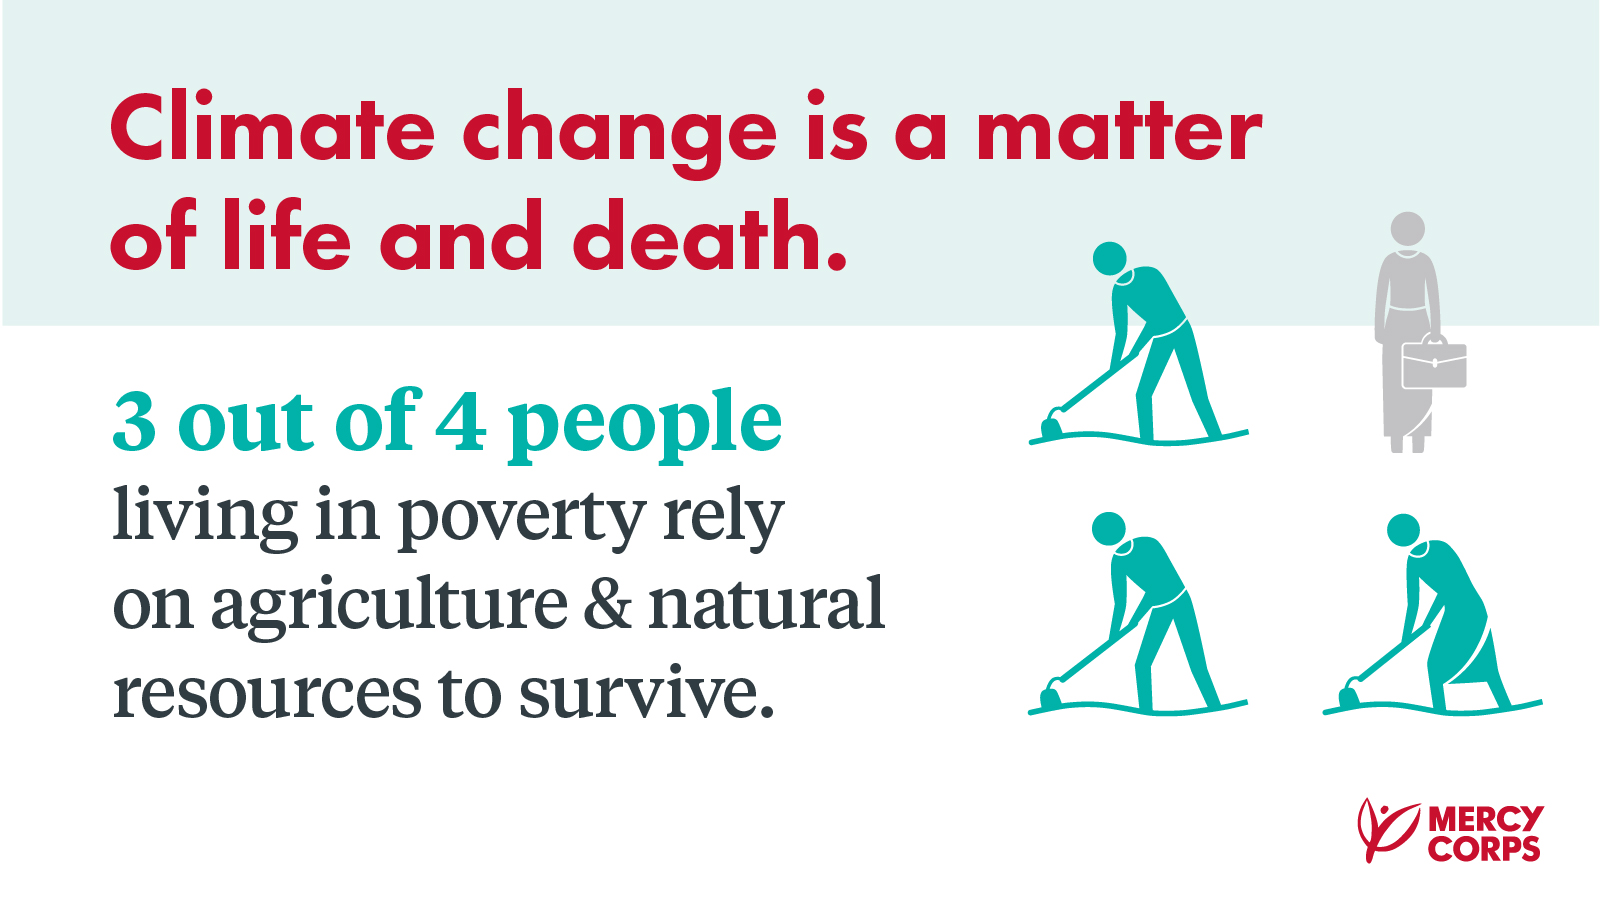 Climate change is a matter
of life and death.
3 out of 4 people
living in poverty rely
on agriculture & natural
resources to survive.
MERCY
CORPS